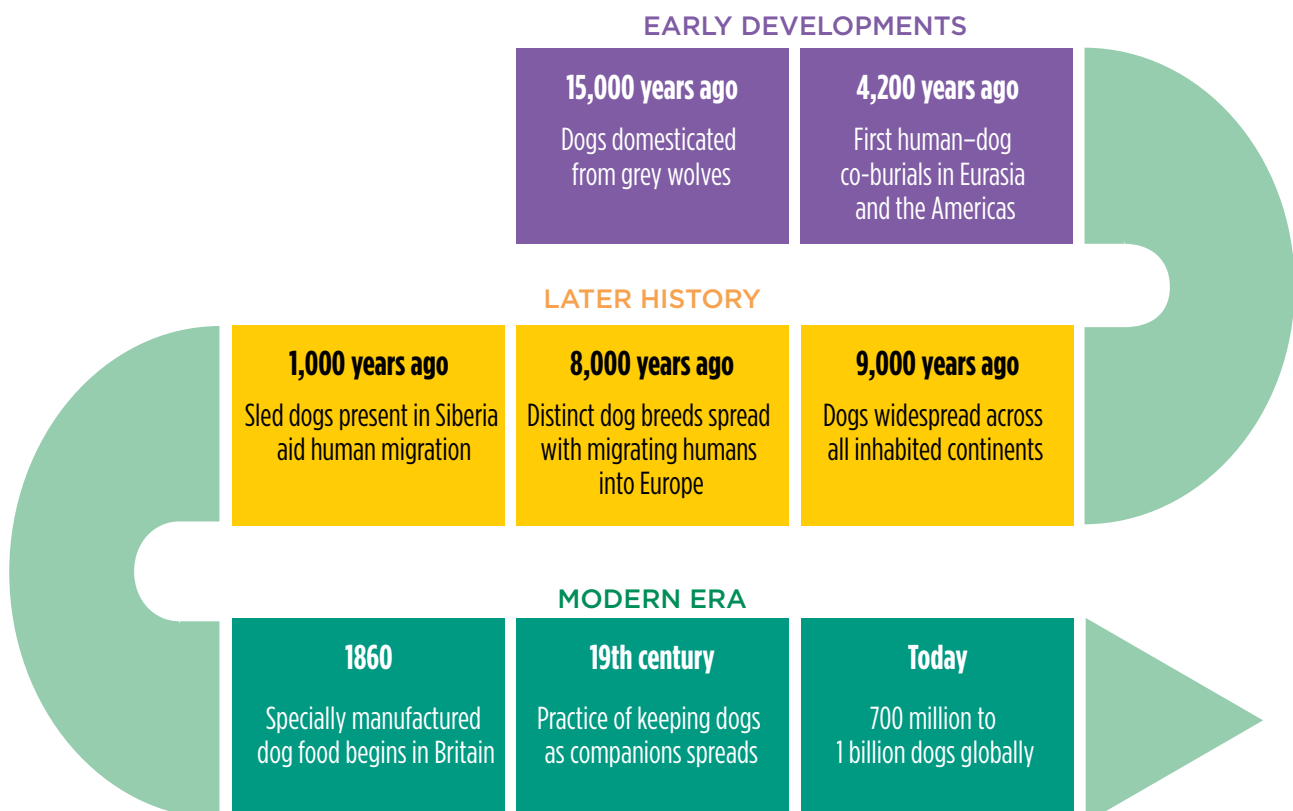 EARLY DEVELOPMENTS
15,000 years ago
Dogs domesticated
from grey wolves
4,200 years ago
First human–dog
co-burials in Eurasia
and the Americas
LATER HISTORY
1,000 years ago
Sled dogs present in Siberia
aid human migration
8,000 years ago
Distinct dog breeds spread
with migrating humans
into Europe
9,000 years ago
Dogs widespread across
all inhabited continents
MODERN ERA
1860
Specially manufactured
dog food begins in Britain
19th century
Practice of keeping dogs
as companions spreads
Today
700 million to
1 billion dogs globally